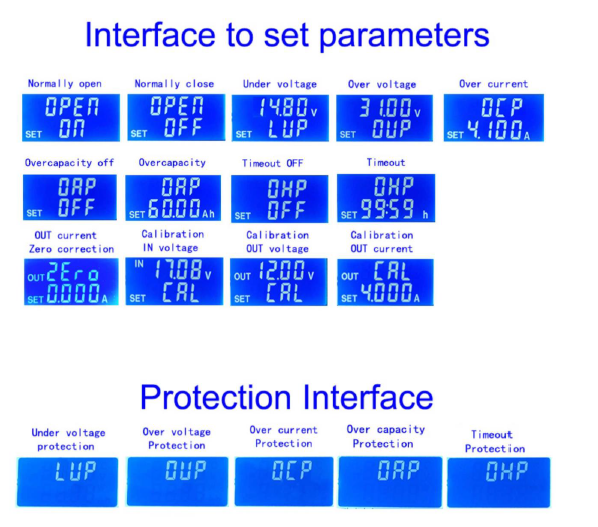 Interface to set parameters
Normally open Normally close Under voltage Over voltage Over current
OPEN OPEN 14.80 V 31.00 V OCP
SET ON SET OFF SET LUP SET OUP SET 4.100 A
Overcapacity off Overcapacity Timeout OFF Timeout
OAP OAP OHP OHP
SET OFF SET 60.00 Ah SET OFF SET 99:59 h
OUT current Calibration Calibration Calibration
Zero correction IN voltage OUT voltage OUT current
OUT ZEro IN 17.08 V OUT 12.00 V OUT CAL
SET 0.000 A SET CAL SET CAL SET 4.000 A
Protection Interface
Under voltage Over voltage Over current Over capacity Timeout
protection Protection Protection Protection Protection
LUP OUP OCP OAP OHP